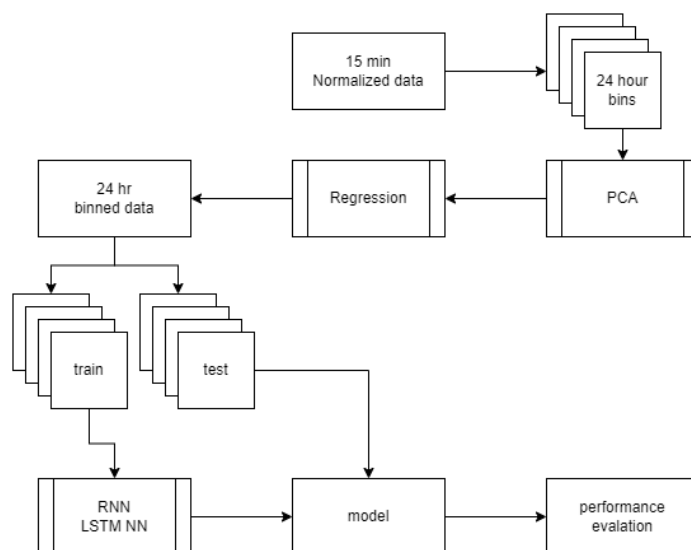 15 min
Normalized data
24 hour
bins
24 hr
binned data
Regression
PCA
train
test
RNN
LSTM NN
model
performance
evalation